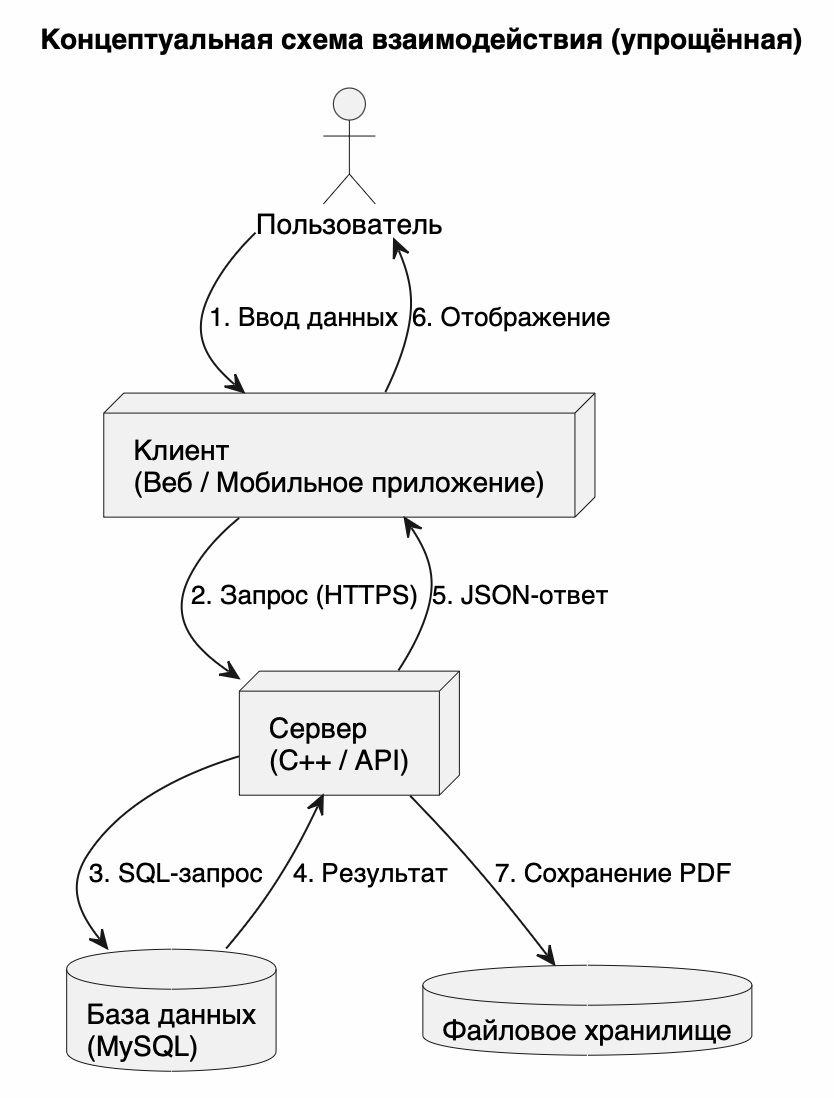 Концептуальная схема взаимодействия (упрощённая)
Пользователь
1. Ввод данных
6. Отображение
Клиент
(Веб / Мобильное приложение)
2. Запрос (HTTPS)
5. JSON-ответ
Сервер
(C++ / API)
3. SQL-запрос
4. Результат
7. Сохранение PDF
База данных
(MySQL)
Файловое хранилище